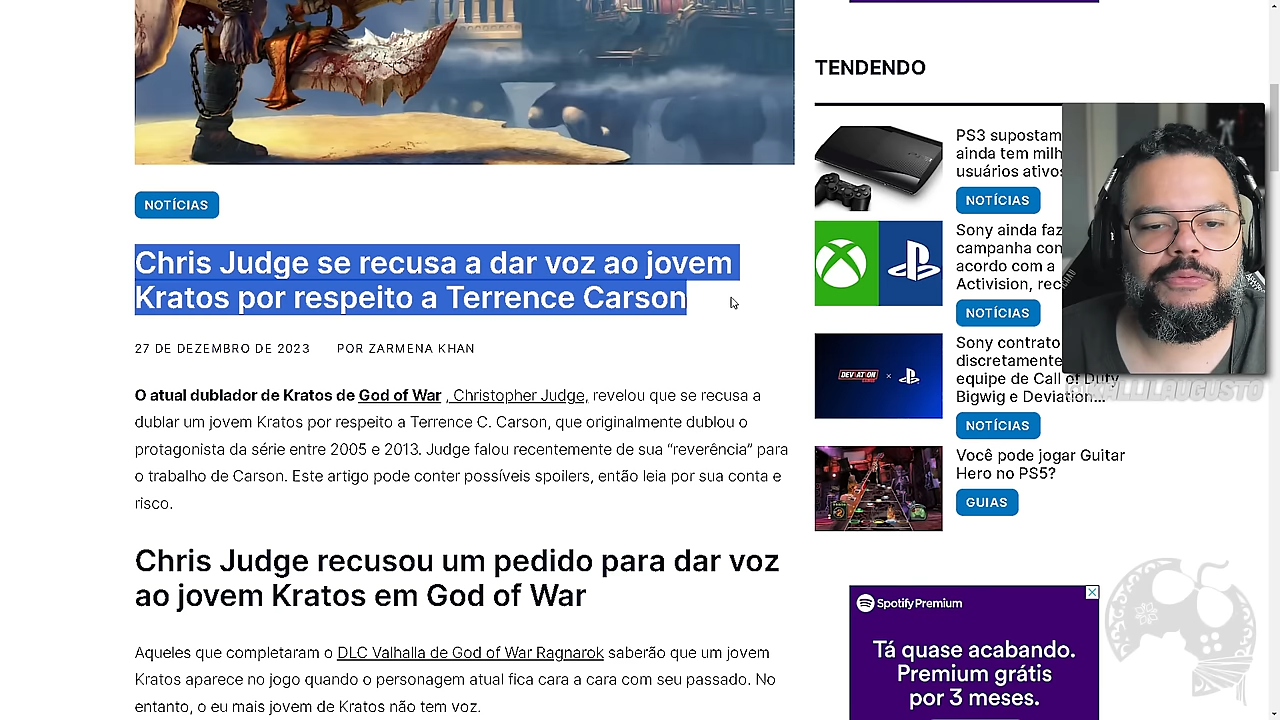 NOTÍCIAS
Chris Judge se recusa a dar voz ao jovem
Kratos por respeito a Terrence Carson
27 DE DEZEMBRO DE 2023 POR ZARMENA KHAN
O atual dublador de Kratos de God of War , Christopher Judge, revelou que se recusa a
dublar um jovem Kratos por respeito a Terrence C. Carson, que originalmente dublou o
protagonista da série entre 2005 e 2013. Judge falou recentemente de sua “reverência” para
o trabalho de Carson. Este artigo pode conter possíveis spoilers, então leia por sua conta e
risco.
Chris Judge recusou um pedido para dar voz
ao jovem Kratos em God of War
Aqueles que completaram o DLC Valhalla de God of War Ragnarok saberão que um jovem
Kratos aparece no jogo quando o personagem atual fica cara a cara com seu passado. No
entanto, o eu mais jovem de Kratos não tem voz.
TENDENDO
PS3 supostam
ainda tem milh
usuários ativos
NOTÍCIAS
Sony ainda faz
campanha con
acordo com a
Activision, rec
NOTÍCIAS
DEVIATION × PlayStation
Sony contrato
discretamente
equipe de Call of Duty
Bigwig e Deviation...
NOTÍCIAS
Você pode jogar Guitar
Hero no PS5?
GUIAS
Spotify Premium
Tá quase acabando.
Premium grátis
por 3 meses.